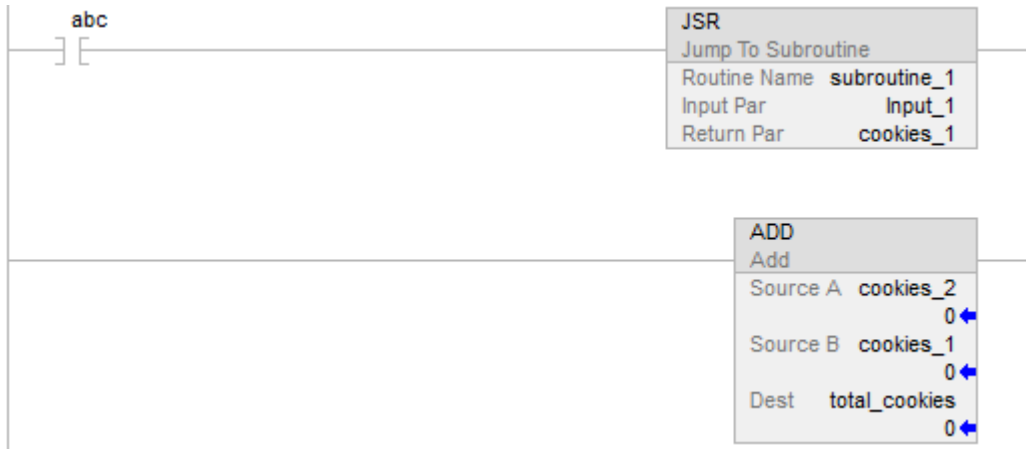 abc
JSR
Jump To Subroutine
Routine Name subroutine_1
Input Par Input_1
Return Par cookies_1
ADD
Add
Source A cookies_2
0
Source B cookies_1
0
Dest total_cookies
0